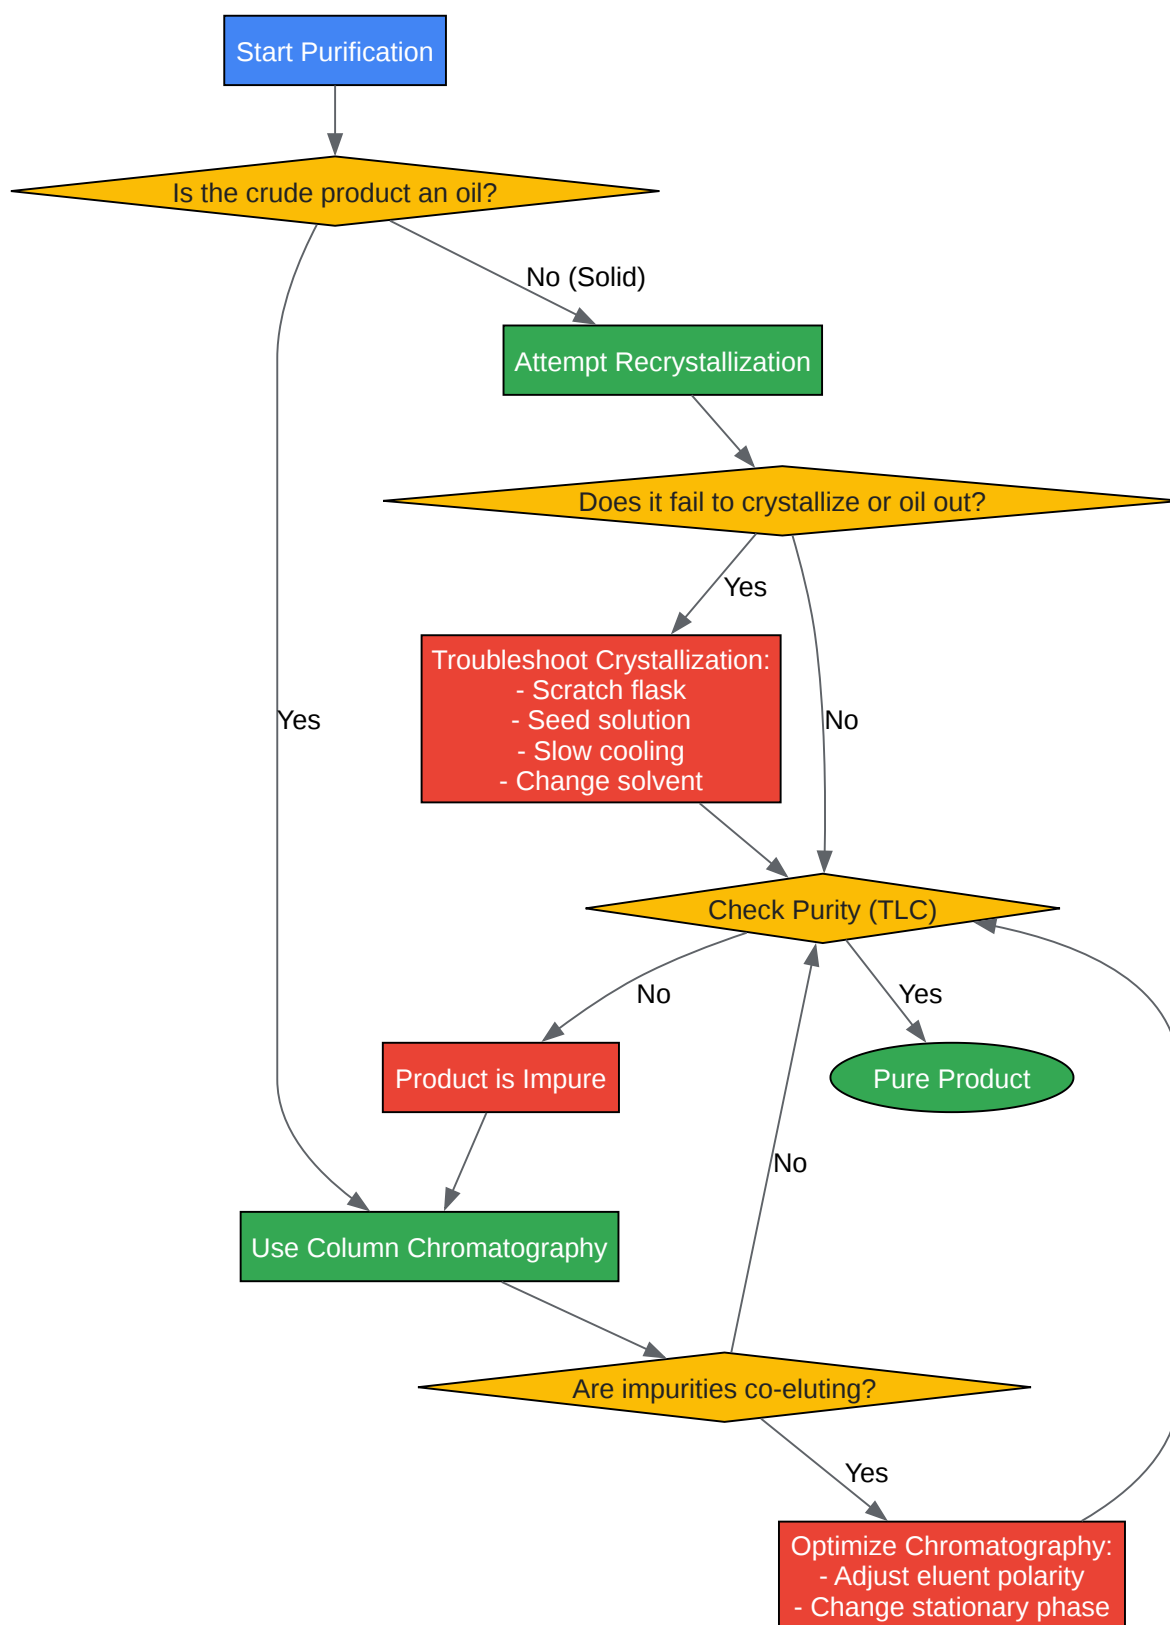 Start Purification
Is the crude product an oil?
No (Solid)
Attempt Recrystallization
Does it fail to crystallize or oil out?
Yes
Troubleshoot Crystallization:
- Scratch flask
- Seed solution
- Slow cooling
- Change solvent
Yes
No
Check Purity (TLC)
No
Yes
Product is Impure
Pure Product
No
Use Column Chromatography
Are impurities co-eluting?
Yes
Optimize Chromatography:
- Adjust eluent polarity
- Change stationary phase